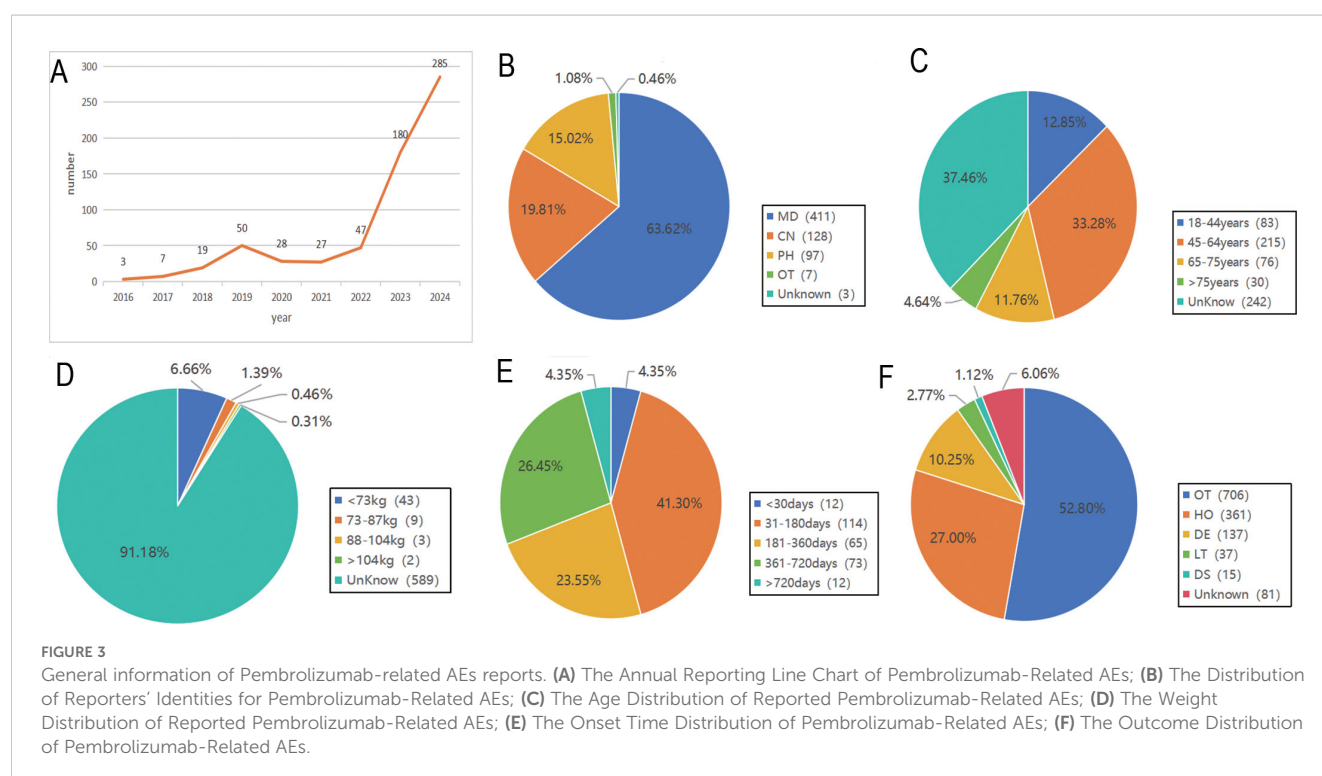 A
number
300
250
200
150
100
50
0
3
7
19
50
28
27
47
180
285
2016 2017 2018 2019 2020 2021 2022 2023 2024
year
B
1.08%
0.46%
15.02%
19.81%
63.62%
MD (411)
CN (128)
PH (97)
OT (7)
Unknown (3)
C
12.85%
37.46%
33.28%
4.64%
11.76%
18-44years (83)
45-64years (215)
65-75years (76)
>75years (30)
UnKnow (242)
D
6.66%
1.39%
0.46%
0.31%
91.18%
<73kg (43)
73-87kg (9)
88-104kg (3)
>104kg (2)
UnKnow (589)
E
4.35%
4.35%
26.45%
41.30%
23.55%
<30days (12)
31-180days (114)
181-360days (65)
361-720days (73)
>720days (12)
F
1.12%
6.06%
2.77%
10.25%
52.80%
27.00%
OT (706)
HO (361)
DE (137)
LT (37)
DS (15)
Unknown (81)
FIGURE 3
General information of Pembrolizumab-related AEs reports. (A) The Annual Reporting Line Chart of Pembrolizumab-Related AEs; (B) The Distribution
of Reporters' Identities for Pembrolizumab-Related AEs; (C) The Age Distribution of Reported Pembrolizumab-Related AEs; (D) The Weight
Distribution of Reported Pembrolizumab-Related AEs; (E) The Onset Time Distribution of Pembrolizumab-Related AEs; (F) The Outcome Distribution
of Pembrolizumab-Related AEs.